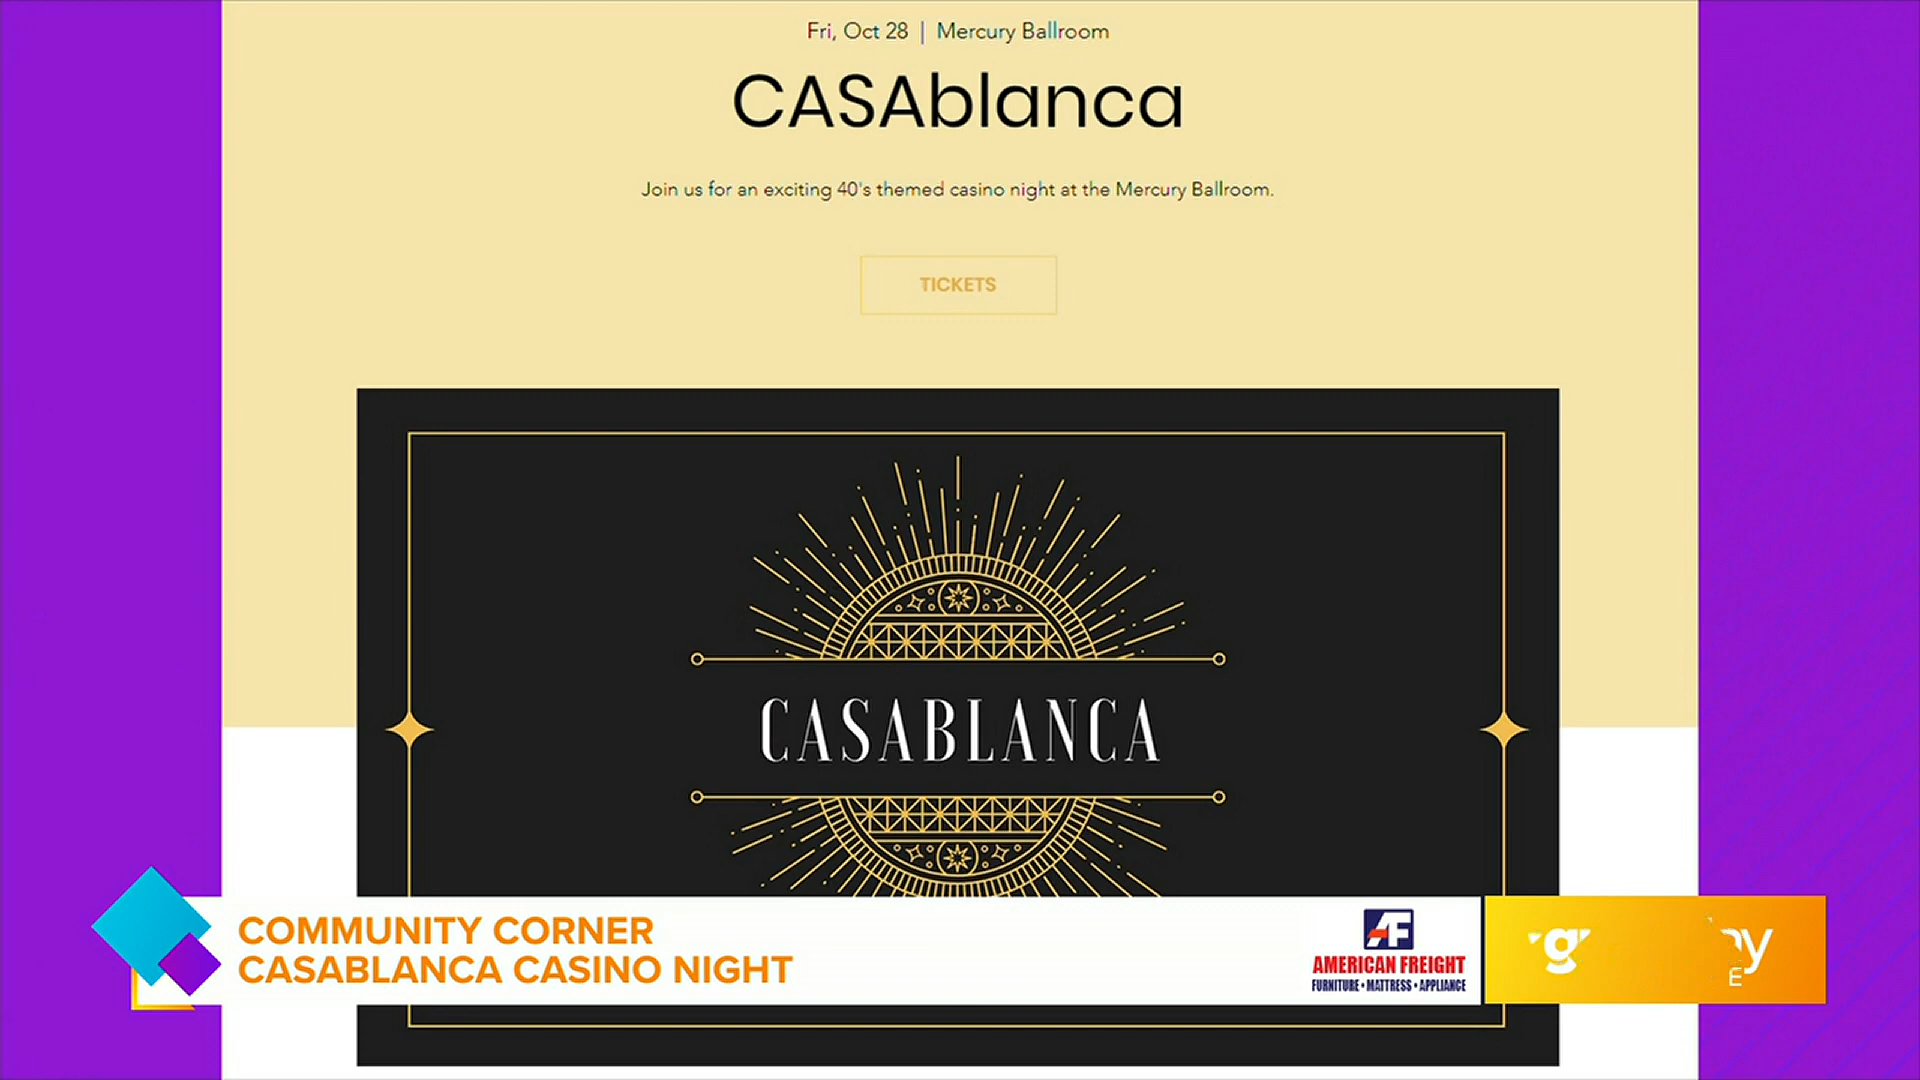 Fri, Oct 28 | Mercury Ballroom
CASAblanca
Join us for an exciting 40's themed casino night at the Mercury Ballroom.
TICKETS
CASABLANCA
COMMUNITY CORNER
CASABLANCA CASINO NIGHT
AF
AMERICAN FREIGHT
FURNITURE • MATTRESS • APPLIANCE